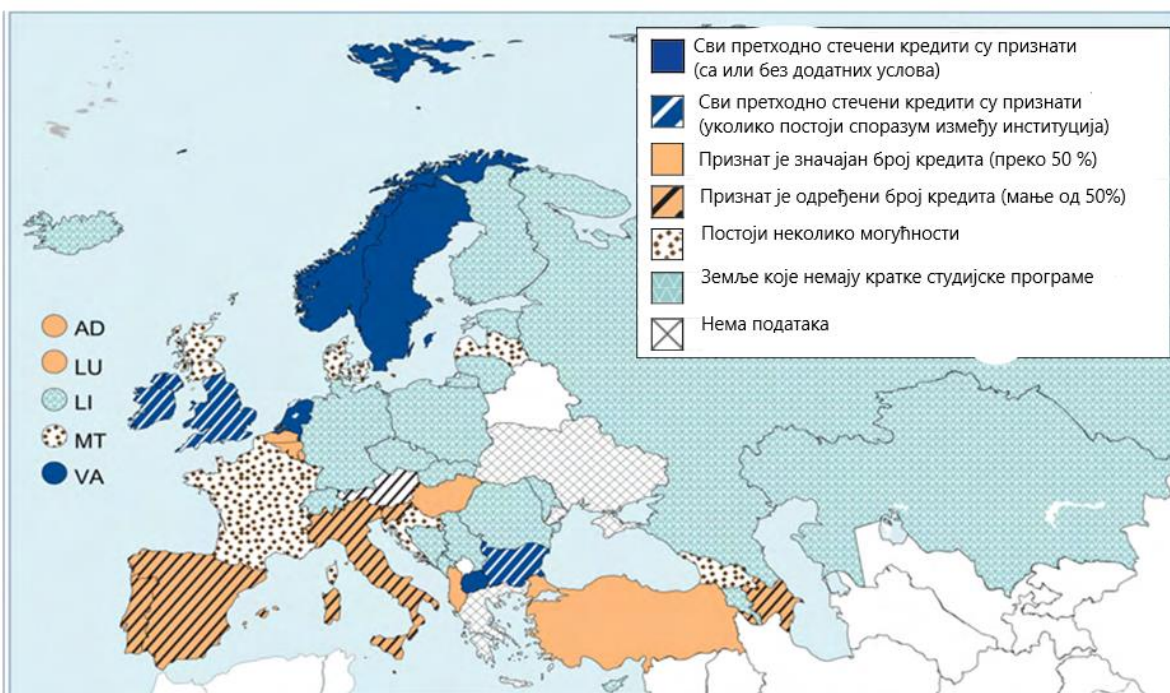 Сви претходно стечени кредити су признати
(са или без додатних услова)
Сви претходно стечени кредити су признати
(уколико постоји споразум између институција)
Признат је значајан број кредита (преко 50 %)
Признат је одређени број кредита (мање од 50%)
Постоји неколико могућности
Земље које немају кратке студијске програме
Нема података
AD
LU
LI
MT
VA